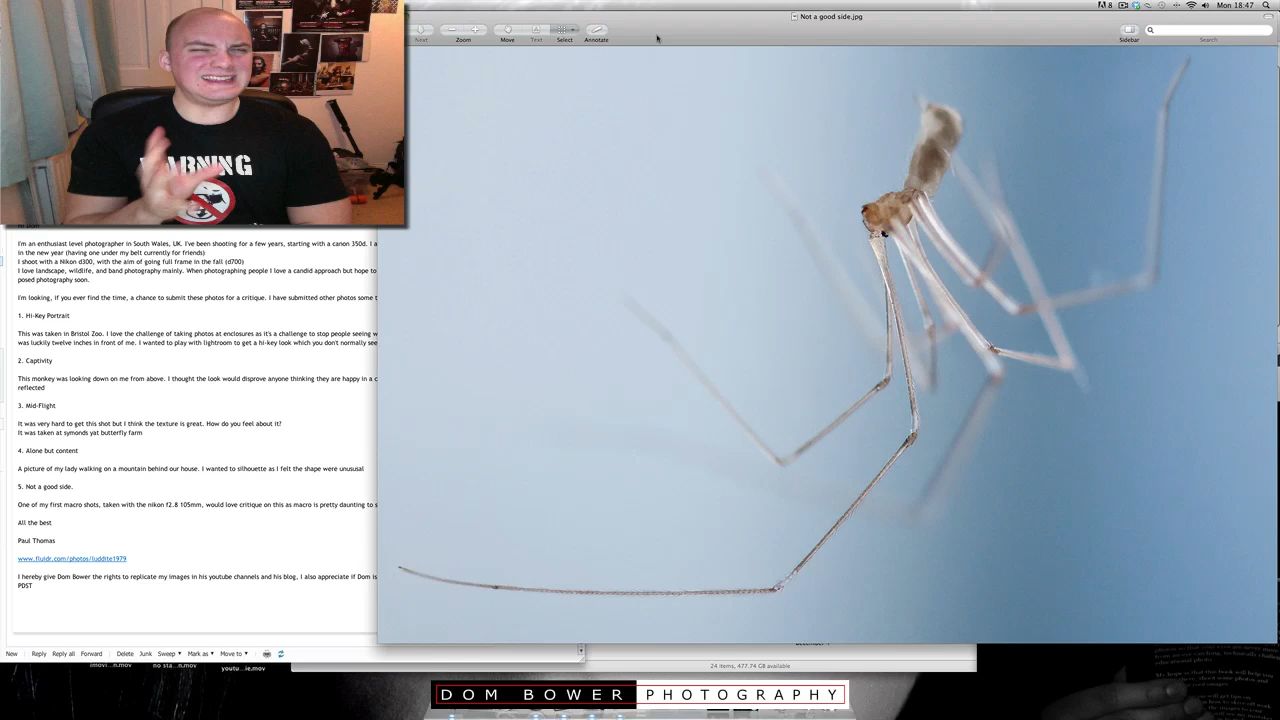 8
Mon 18:47
Not a good side.jpg
Next
Zoom
Move
Text
Select
Annotate
Sidebar
Search
WARNING
I'm an enthusiast level photographer in South Wales, UK. I've been shooting for a few years, starting with a canon 350d. I a
in the new year (having one under my belt currently for friends)
I shoot with a Nikon d300, with the aim of going full frame in the fall (d700)
I love landscape, wildlife, and band photography mainly. When photographing people I love a candid approach but hope to
posed photography soon.
I'm looking, if you ever find the time, a chance to submit these photos for a critique. I have submitted other photos some t
1. Hi-Key Portrait
This was taken in Bristol Zoo. I love the challenge of taking photos at enclosures as it's a challenge to stop people seeing w
was luckily twelve inches in front of me. I wanted to play with lightroom to get a hi-key look which you don't normally see
2. Captivity
This monkey was looking down on me from above. I thought the look would disprove anything thinking they are happy in a c
reflected
3. Mid-Flight
It was very hard to get this shot but I think the texture is great. How do you feel about it?
It was taken at symonds yat butterfly farm
4. Alone but content
A picture of my lady walking on a mountain behind our house. I wanted to silhouette as I felt the shape were unususal
5. Not a good side.
One of my first macro shots, taken with the nikon f2.8 105mm, would love critique on this as macro is pretty daunting to s
All the best
Paul Thomas
www.fluidr.com/photos/luddite1979
I hereby give Dom Bower the rights to replicate my images in his youtube channels and his blog, I also appreciate if Dom is
PDST
New Reply Reply all Forward Delete Junk Sweep Mark as Move to
no sta...n.mov
youtu...ie.mov
24 items, 477.74 GB available
DOMBOWER PHOTOGRAPHY